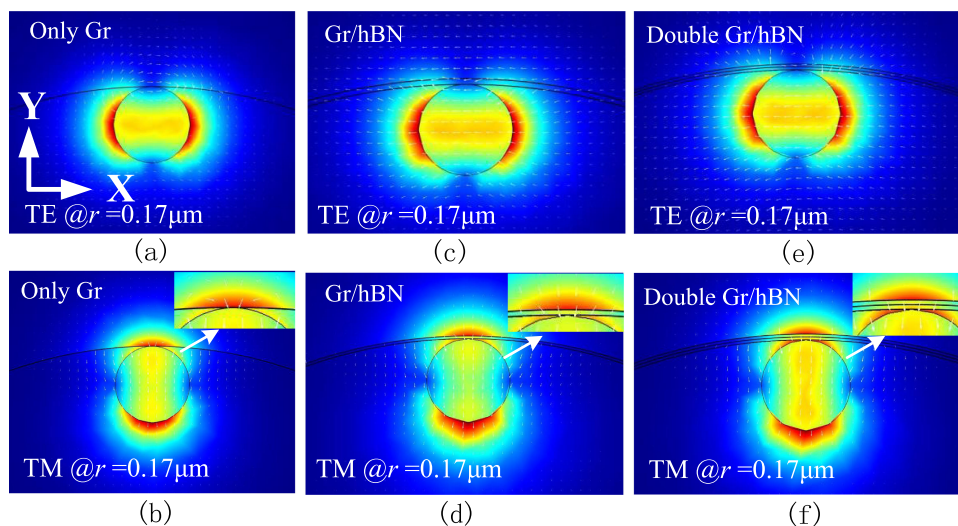 Only Gr
Y
X
TE @r =0.17μm
(a)
Gr/hBN
TE @r =0.17μm
(c)
Double Gr/hBN
TE @r =0.17μm
(e)
Only Gr
TM @r =0.17μm
(b)
Gr/hBN
TM @r =0.17μm
(d)
Double Gr/hBN
TM @r =0.17μm
(f)